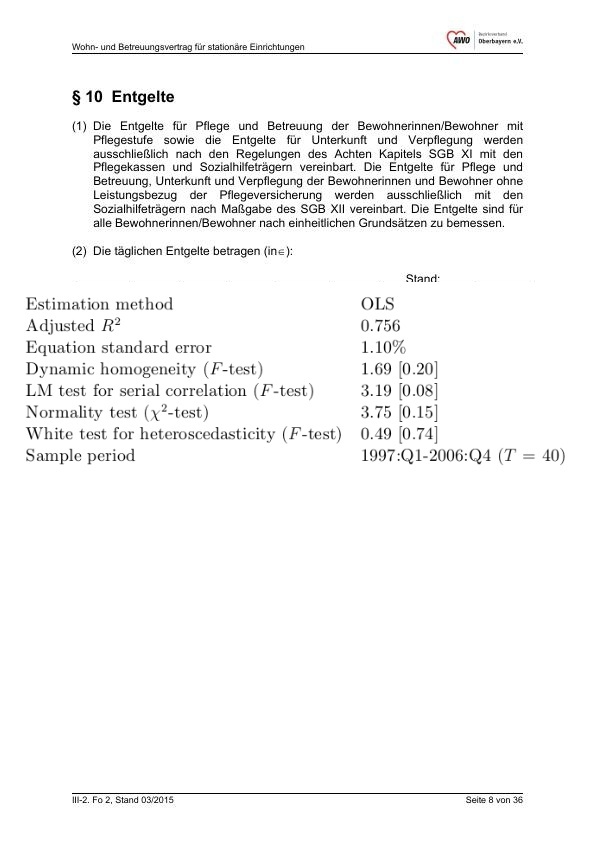 Wohn- und Betreuungsvertrag für stationäre Einrichtungen
AWO
Bezirksverband
Oberbayern e.V.
§ 10 Entgelte
(1) Die Entgelte für Pflege und Betreuung der Bewohnerinnen/Bewohner mit
Pflegestufe sowie die Entgelte für Unterkunft und Verpflegung werden
ausschließlich nach den Regelungen des Achten Kapitels SGB XI mit den
Pflegekassen und Sozialhilfeträgern vereinbart. Die Entgelte für Pflege und
Betreuung, Unterkunft und Verpflegung der Bewohnerinnen und Bewohner ohne
Leistungsbezug der Pflegeversicherung werden ausschließlich mit den
Sozialhilfeträgern nach Maßgabe des SGB XII vereinbart. Die Entgelte sind für
alle Bewohnerinnen/Bewohner nach einheitlichen Grundsätzen zu bemessen.
(2) Die täglichen Entgelte betragen (in∈):
Stand:
Estimation method OLS
Adjusted R² 0.756
Equation standard error 1.10%
Dynamic homogeneity (F-test) 1.69 [0.20]
LM test for serial correlation (F-test) 3.19 [0.08]
Normality test (χ²-test) 3.75 [0.15]
White test for heteroscedasticity (F-test) 0.49 [0.74]
Sample period 1997:Q1-2006:Q4 (T = 40)
III-2. Fo 2, Stand 03/2015 Seite 8 von 36